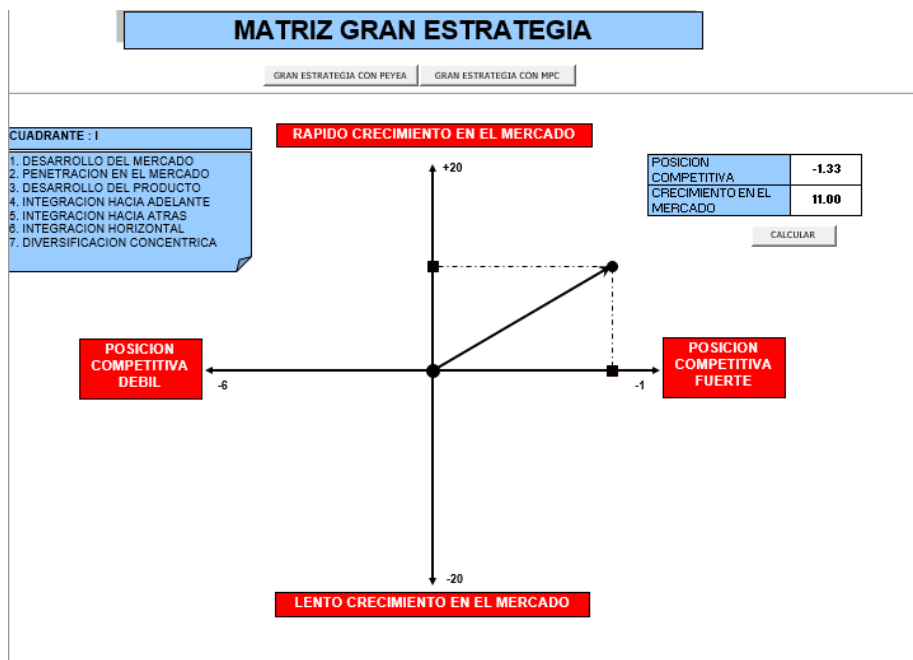 MATRIZ GRAN ESTRATEGIA
GRAN ESTRATEGIA CON PEYEA
GRAN ESTRATEGIA CON MPC
CUADRANTE : I
1. DESARROLLO DEL MERCADO
2. PENETRACION EN EL MERCADO
3. DESARROLLO DEL PRODUCTO
4. INTEGRACION HACIA ADELANTE
5. INTEGRACION HACIA ATRAS
6. INTEGRACION HORIZONTAL
7. DIVERSIFICACION CONCENTRICA
RAPIDO CRECIMIENTO EN EL MERCADO
+20
POSICION
COMPETITIVA
-1.33
CRECIMIENTO EN EL
MERCADO
11.00
CALCULAR
POSICION
COMPETITIVA
DEBIL
-6
-1
POSICION
COMPETITIVA
FUERTE
-20
LENTO CRECIMIENTO EN EL MERCADO